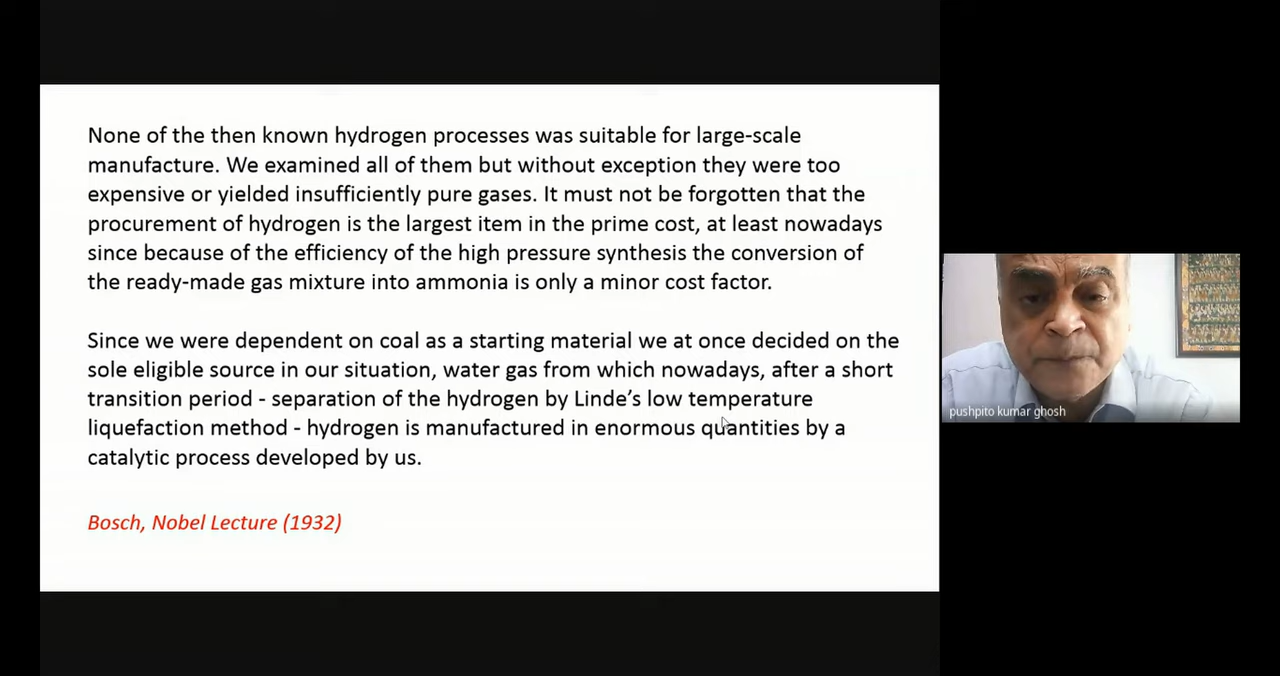 None of the then known hydrogen processes was suitable for large-scale
manufacture. We examined all of them but without exception they were too
expensive or yielded insufficiently pure gases. It must not be forgotten that the
procurement of hydrogen is the largest item in the prime cost, at least nowadays
since because of the efficiency of the high pressure synthesis the conversion of
the ready-made gas mixture into ammonia is only a minor cost factor.
Since we were dependent on coal as a starting material we at once decided on the
sole eligible source in our situation, water gas from which nowadays, after a short
transition period - separation of the hydrogen by Linde’s low temperature
liquefaction method - hydrogen is manufactured in enormous quantities by a
catalytic process developed by us.
Bosch, Nobel Lecture (1932)
pushpito kumar ghosh